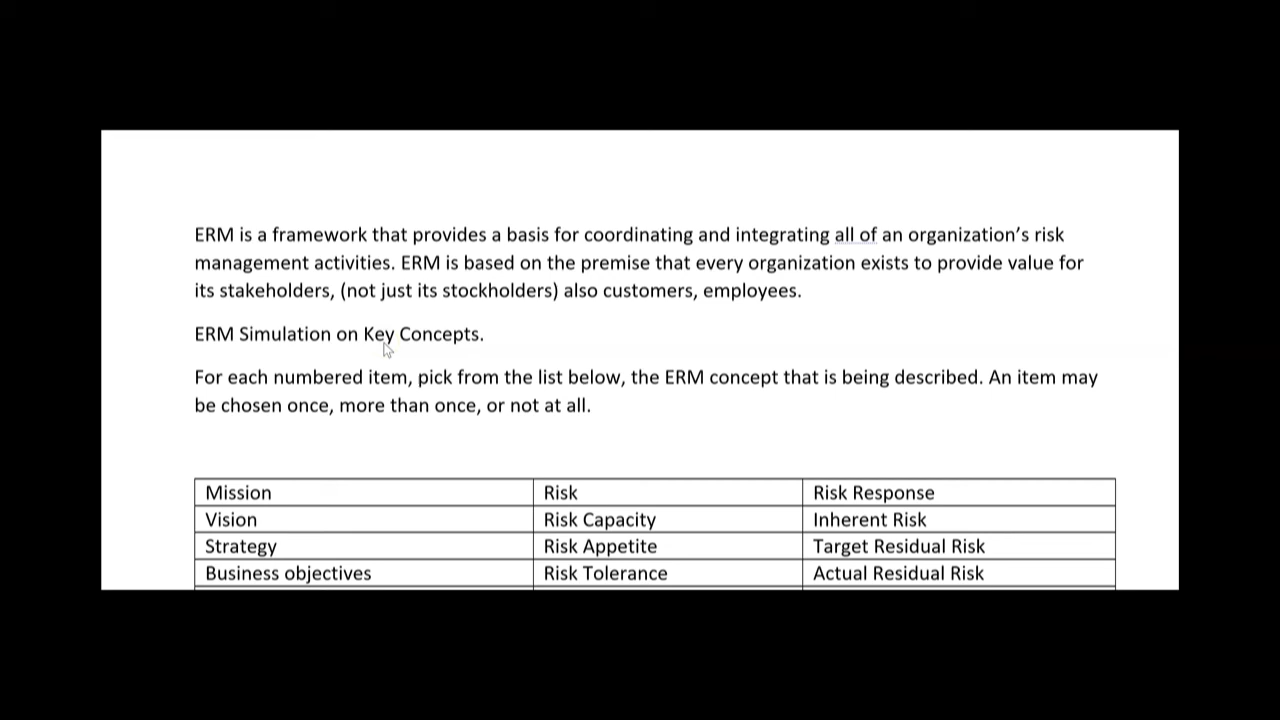 ERM is a framework that provides a basis for coordinating and integrating all of an organization's risk
management activities. ERM is based on the premise that every organization exists to provide value for
its stakeholders, (not just its stockholders) also customers, employees.
ERM Simulation on Key Concepts.
For each numbered item, pick from the list below, the ERM concept that is being described. An item may
be chosen once, more than once, or not at all.
Mission Risk Risk Response
Vision Risk Capacity Inherent Risk
Strategy Risk Appetite Target Residual Risk
Business objectives Risk Tolerance Actual Residual Risk